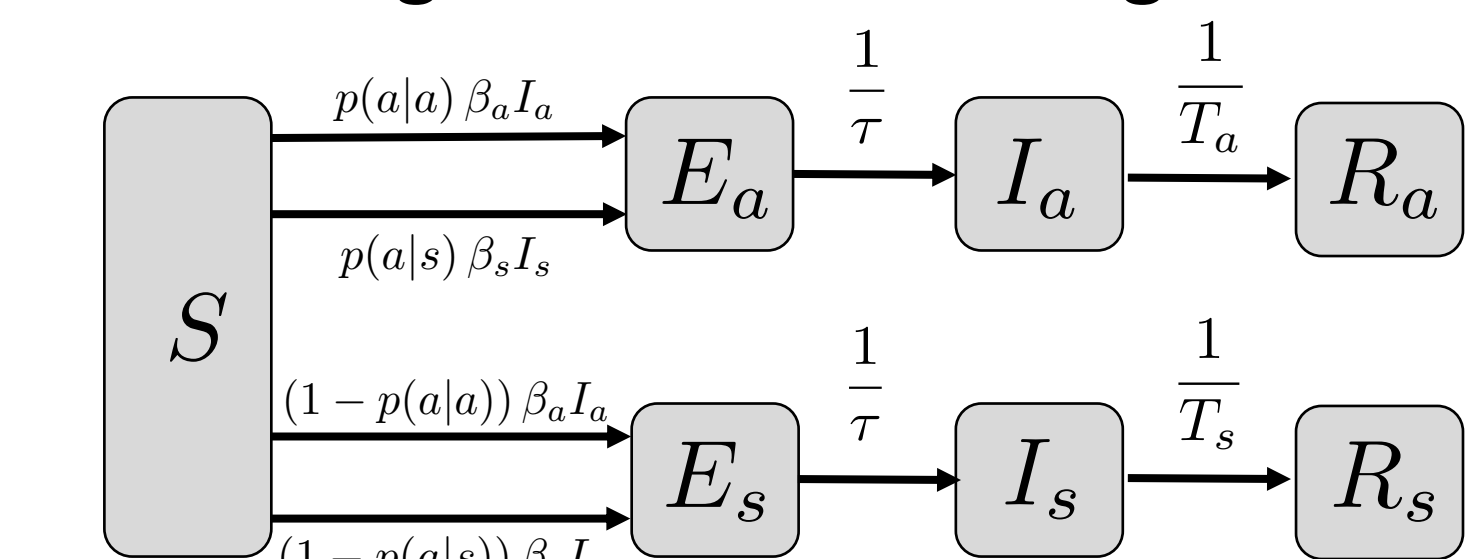 p(a|a) β_a I_a
1/τ
1/T_a
E_a
I_a
R_a
p(a|s) β_s I_s
S
(1 − p(a|a)) β_a I_a
1/τ
1/T_s
E_s
I_s
R_s
(1 − p(a|s)) β I